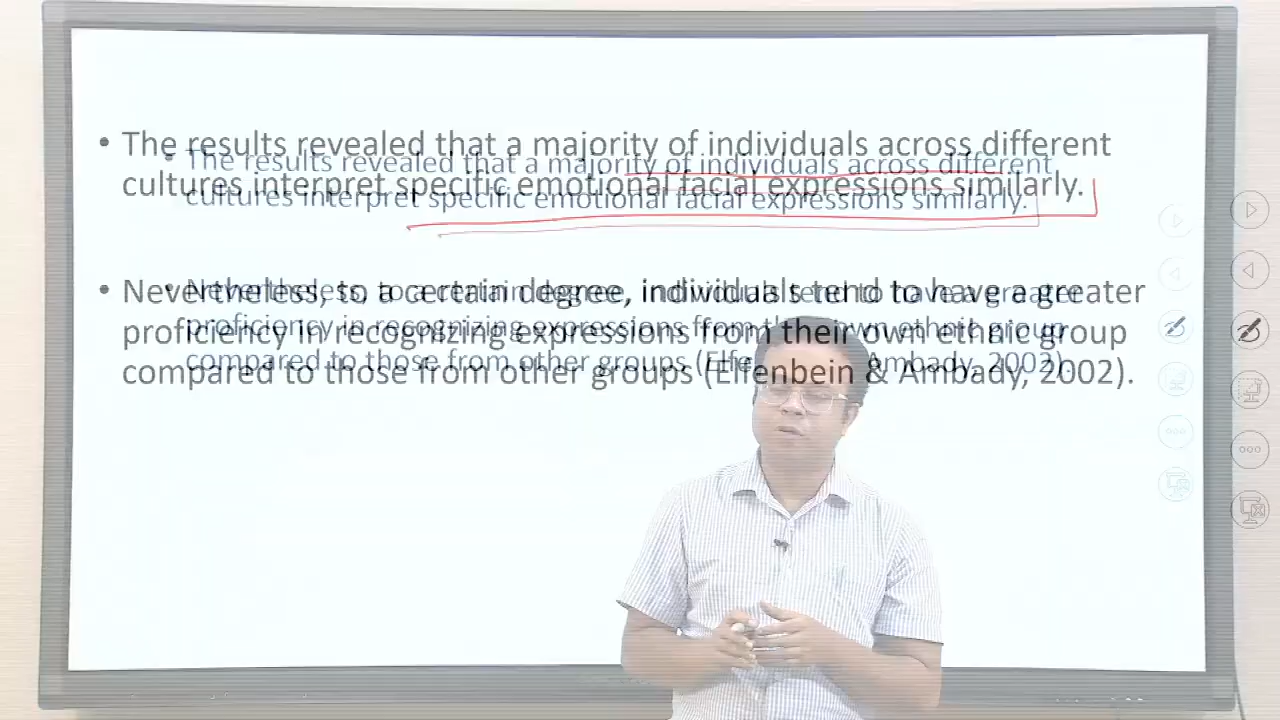 • The results revealed that a majority of individuals across different
cultures interpret specific emotional facial expressions similarly.
• Nevertheless, to a certain degree, individuals tend to have a greater
proficiency in recognizing expressions from their own ethnic group
compared to those from other groups (Elfenbein & Ambady, 2002).